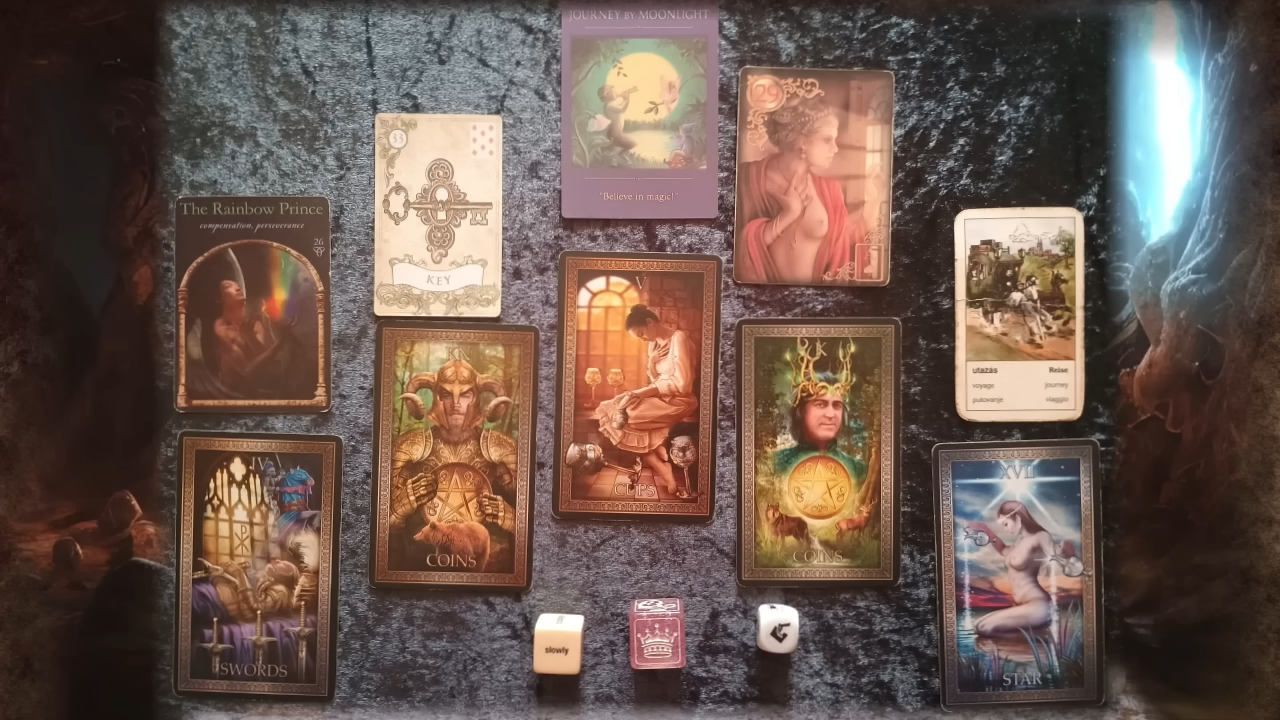 JOURNEY BY MOONLIGHT
"Believe in magic!"
29
33
KEY
The Rainbow Prince
compensation, perseverance
26
utazás Reise
voyage journey
putovanje viaggio
V
CUPS
COINS
K
COINS
IV
SWORDS
XVII
STAR
slowly